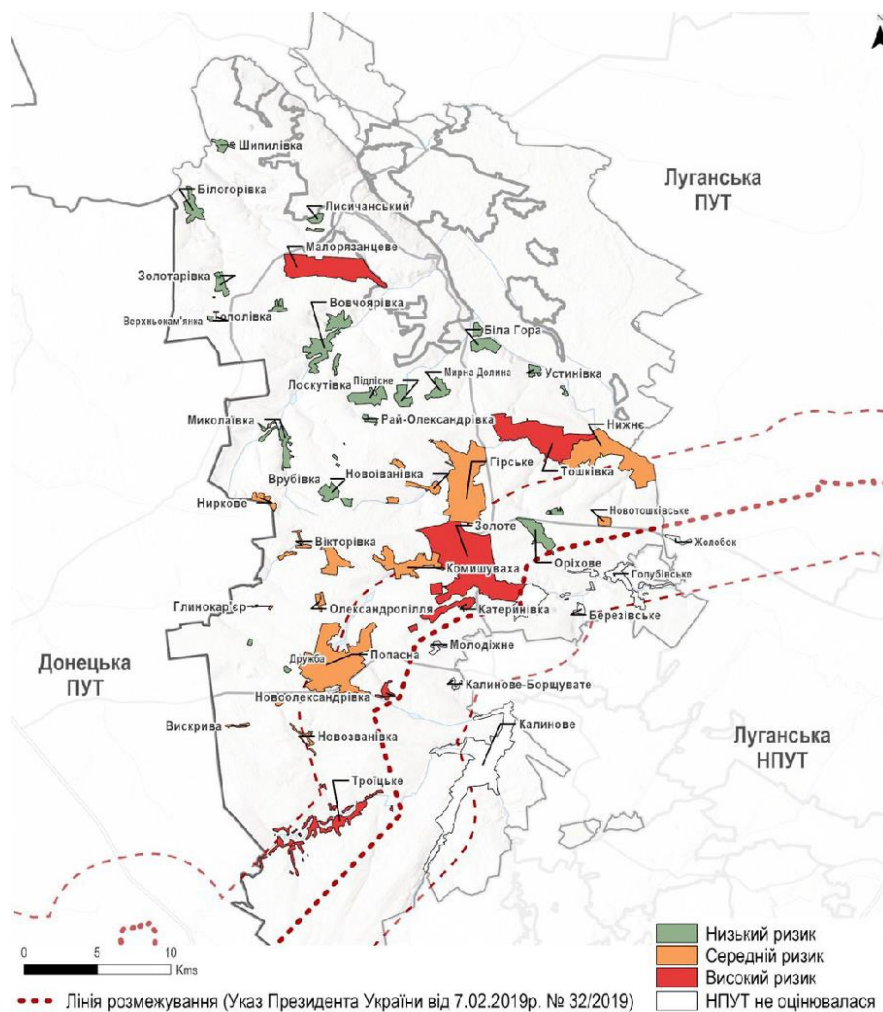 N
Шипилівка
Луганська
ПУТ
Білогорівка
Лисичанський
Малорязанцеве
Золотарівка
Вовчоярівка
Верхньокам'янка
Тополівка
Біла Гора
Лоскутівка
Підлісне
Мирна Долина
Устинівка
Миколаївка
Рай-Олександрівка
Нижнє
Врубівка
Новоіванівка
Гірське
Тошківка
Ниркове
Новотошківське
Золоте
Жолобок
Вікторівка
Комишуваха
Оріхове
Голубівське
Глинокар'єр
Олександропілля
Катеринівка
Березівське
Донецька
ПУТ
Дружба
Попасна
Молодіжне
Новоолександрівка
Калинове-Борщувате
Вискрива
Новозванівка
Калинове
Луганська
НПУТ
Троїцьке
0 5 10
Kms
Низький ризик
Середній ризик
Високий ризик
НПУТ не оцінювалася
Лінія розмежування (Указ Президента України від 7.02.2019р. № 32/2019)